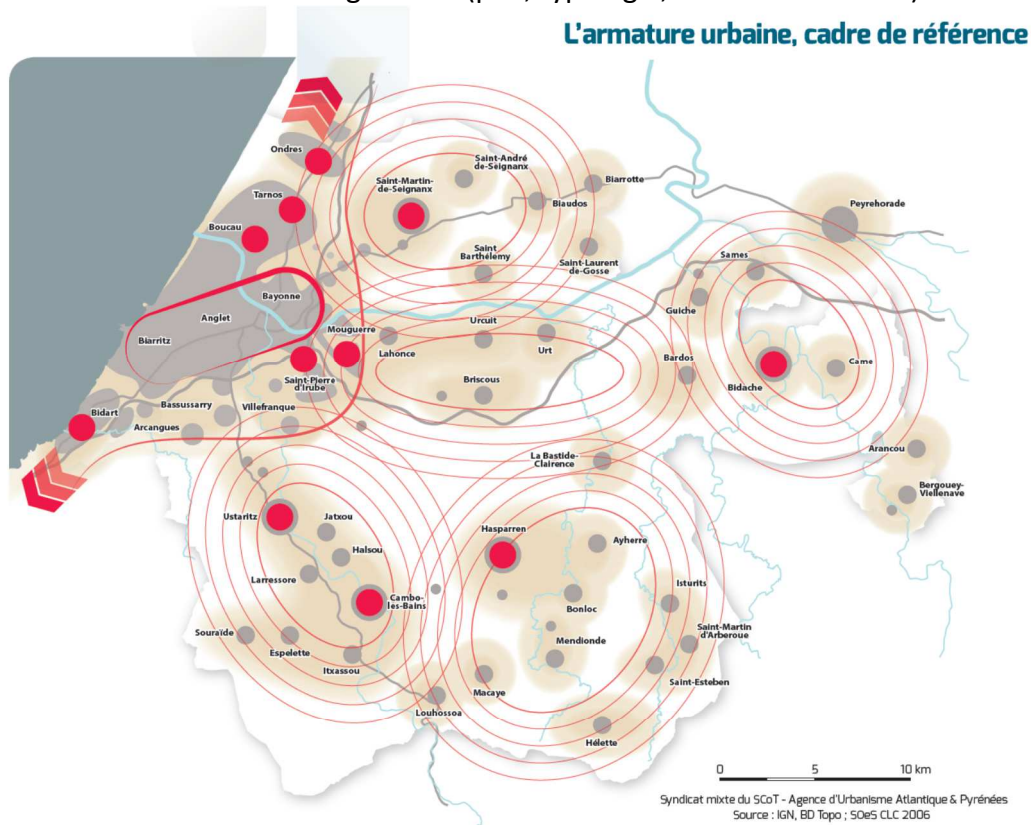 L'armature urbaine, cadre de référence
Ondres
Saint-André
de-Seignanx
Saint-Martin-
de-Seignanx
Biarrotte
Tarnos
Biaudos
Peyrehorade
Boucau
Saint
Barthélemy
Saint-Laurent
de-Gosse
Sames
Bayonne
Guiche
Anglet
Mouguerre
Urcuit
Biarritz
Lahonce
Urt
Bardos
Came
Saint-Pierre
d'Irube
Briscous
Bidache
Bidart
Bassussarry
Villefranque
Arcangues
Arancou
La Bastide-
Clairence
Bergouey-
Viellenave
Ustaritz
Jatxou
Hasparren
Ayherre
Halsou
Larressore
Isturits
Cambo-
les-Bains
Bonloc
Saint-Martin
d'Arberoue
Souraïde
Mendionde
Espelette
Itxassou
Saint-Esteben
Macaye
Louhossoa
Hélette
0 5 10 km
Syndicat mixte du SCoT - Agence d'Urbanisme Atlantique & Pyrénées
Source : IGN, BD Topo ; SOeS CLC 2006